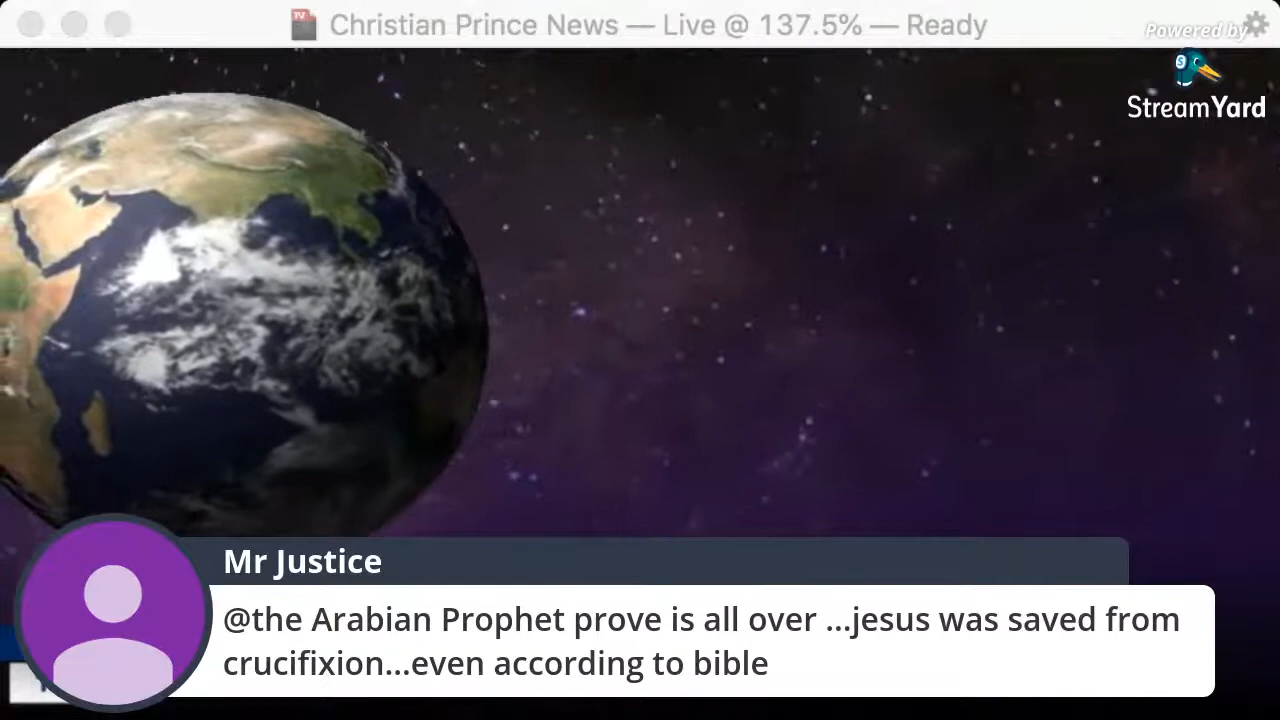 Christian Prince News — Live @ 137.5% — Ready
Powered by
StreamYard
Mr Justice
@the Arabian Prophet prove is all over ...jesus was saved from
crucifixion...even according to bible